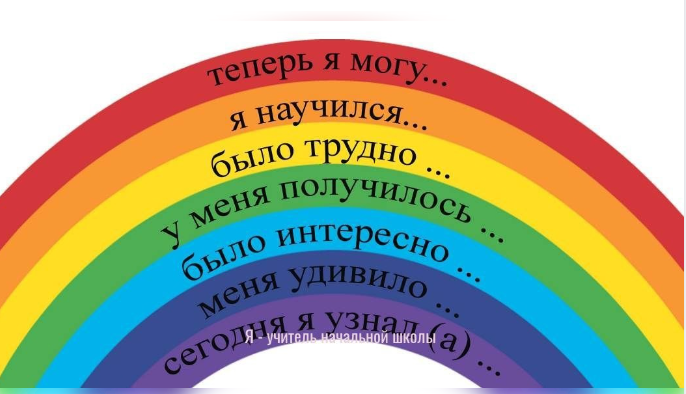 теперь я могу...
я научился...
было трудно ...
у меня получилось ...
было интересно ...
меня удивило ...
сегодня я узнал (а) ...
Я - учитель начальной школы